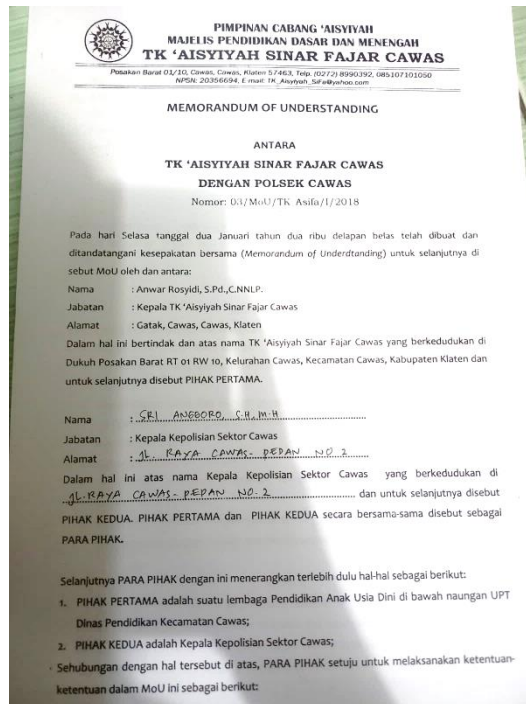 PIMPINAN CABANG 'AISYIYAH
MAJELIS PENDIDIKAN DASAR DAN MENENGAH
TK 'AISYIYAH SINAR FAJAR CAWAS
Posakan Barat 01/10, Cawas, Cawas, Klaten 57463, Telp. (0272) 8990392, 085107101050
NPSN: 20356694, E-mail: TK_Aisyiyah_SiFa@yahoo.com
MEMORANDUM OF UNDERSTANDING
ANTARA
TK 'AISYIYAH SINAR FAJAR CAWAS
DENGAN POLSEK CAWAS
Nomor: 03/MoU/TK Asifa/I/2018
Pada hari Selasa tanggal dua Januari tahun dua ribu delapan belas telah dibuat dan
ditandatangani kesepakatan bersama (Memorandum of Underdtanding) untuk selanjutnya di
sebut MoU oleh dan antara:
Nama : Anwar Rosyidi, S.Pd.,C.NNLP.
Jabatan : Kepala TK 'Aisyiyah Sinar Fajar Cawas
Alamat : Gatak, Cawas, Cawas, Klaten
Dalam hal ini bertindak dan atas nama TK 'Aisyiyah Sinar Fajar Cawas yang berkedudukan di
Dukuh Posakan Barat RT 01 RW 10, Kelurahan Cawas, Kecamatan Cawas, Kabupaten Klaten dan
untuk selanjutnya disebut PIHAK PERTAMA.
Nama : SRI ANGGORO, S.H, M.H
Jabatan : Kepala Kepolisian Sektor Cawas
Alamat : JL. RAYA CAWAS - PEDAN NO 2
Dalam hal ini atas nama Kepala Kepolisian Sektor Cawas yang berkedudukan di
JL. RAYA CAWAS - PEDAN NO. 2 dan untuk selanjutnya disebut
PIHAK KEDUA. PIHAK PERTAMA dan PIHAK KEDUA secara bersama-sama disebut sebagai
PARA PIHAK.
Selanjutnya PARA PIHAK dengan ini menerangkan terlebih dulu hal-hal sebagai berikut:
1. PIHAK PERTAMA adalah suatu lembaga Pendidikan Anak Usia Dini di bawah naungan UPT
Dinas Pendidikan Kecamatan Cawas;
2. PIHAK KEDUA adalah Kepala Kepolisian Sektor Cawas;
Sehubungan dengan hal tersebut di atas, PARA PIHAK setuju untuk melaksanakan ketentuan-
ketentuan dalam MoU ini sebagai berikut: